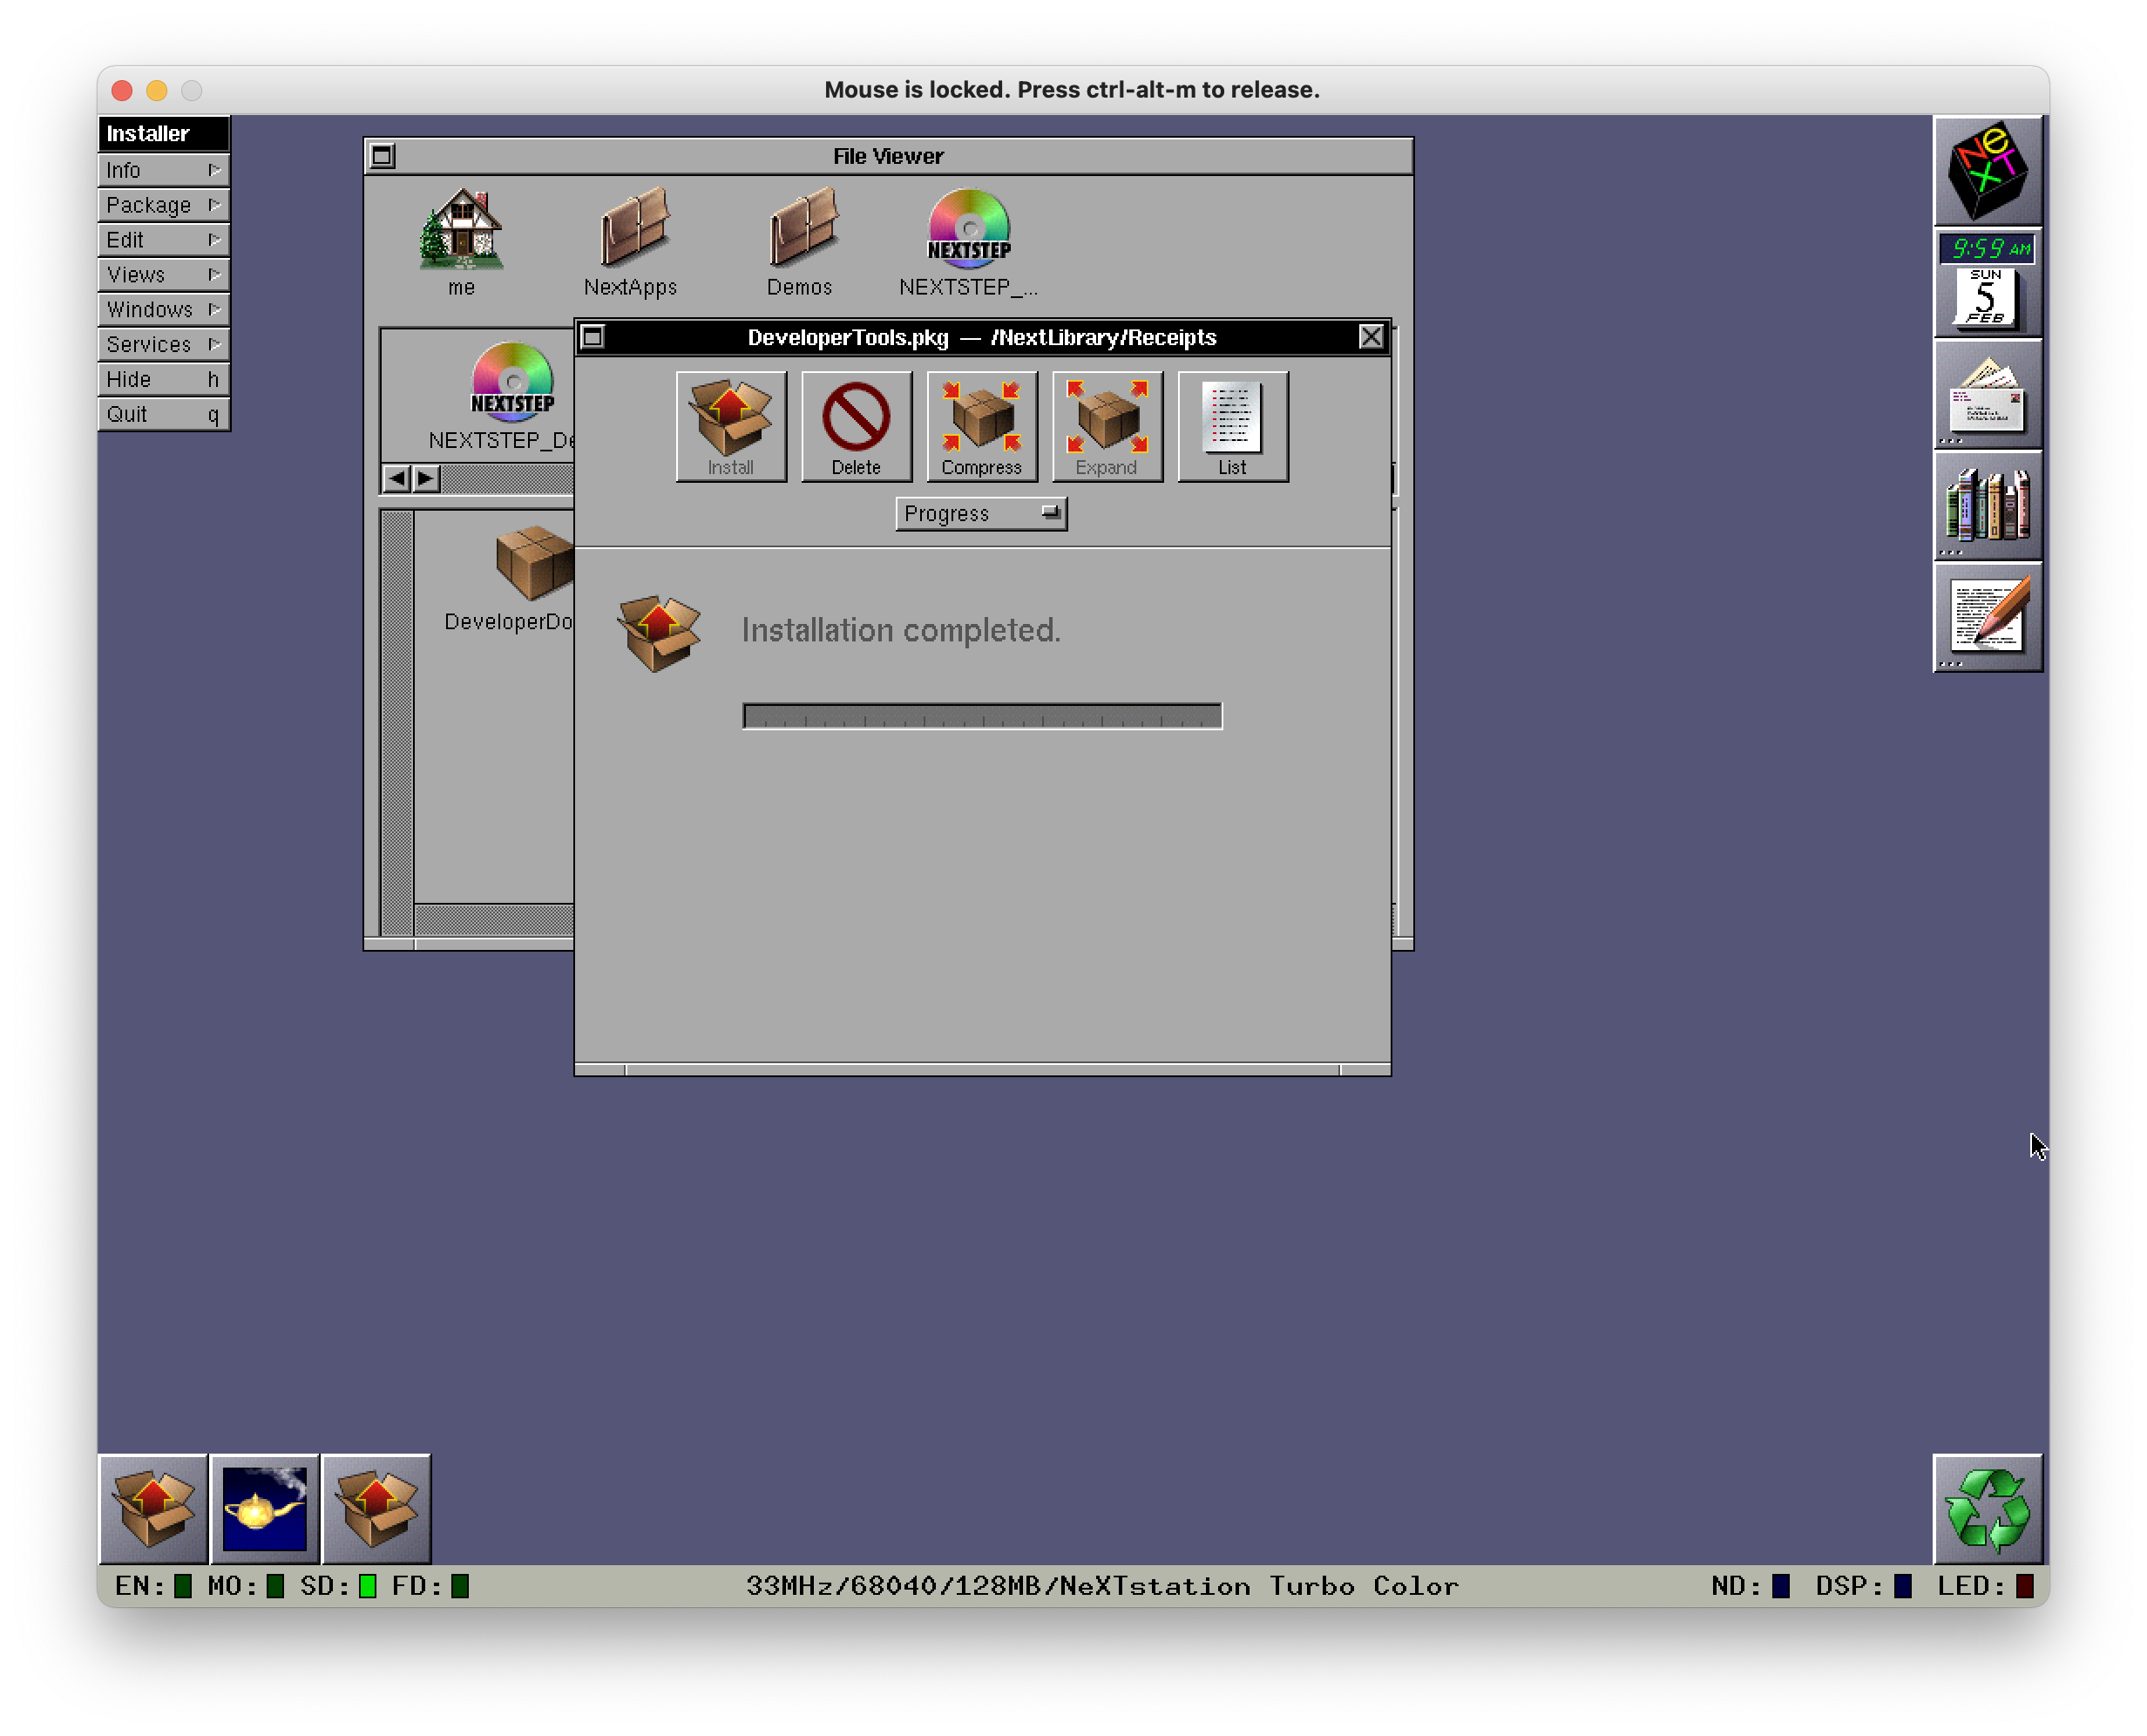 Mouse is locked. Press ctrl-alt-m to release.
Installer
Info
Package
Edit
Views
Windows
Services
Hide h
Quit q
File Viewer
me
NextApps
Demos
NEXTSTEP
NEXTSTEP_...
NeXT
9:59 AM
SUN
5
FEB
NEXTSTEP
NEXTSTEP_De
DeveloperTools.pkg — /NextLibrary/Receipts
Install
Delete
Compress
Expand
List
Progress
DeveloperDo
Installation completed.
EN: MO: SD: FD:
33MHz/68040/128MB/NeXTstation Turbo Color
ND: DSP: LED: